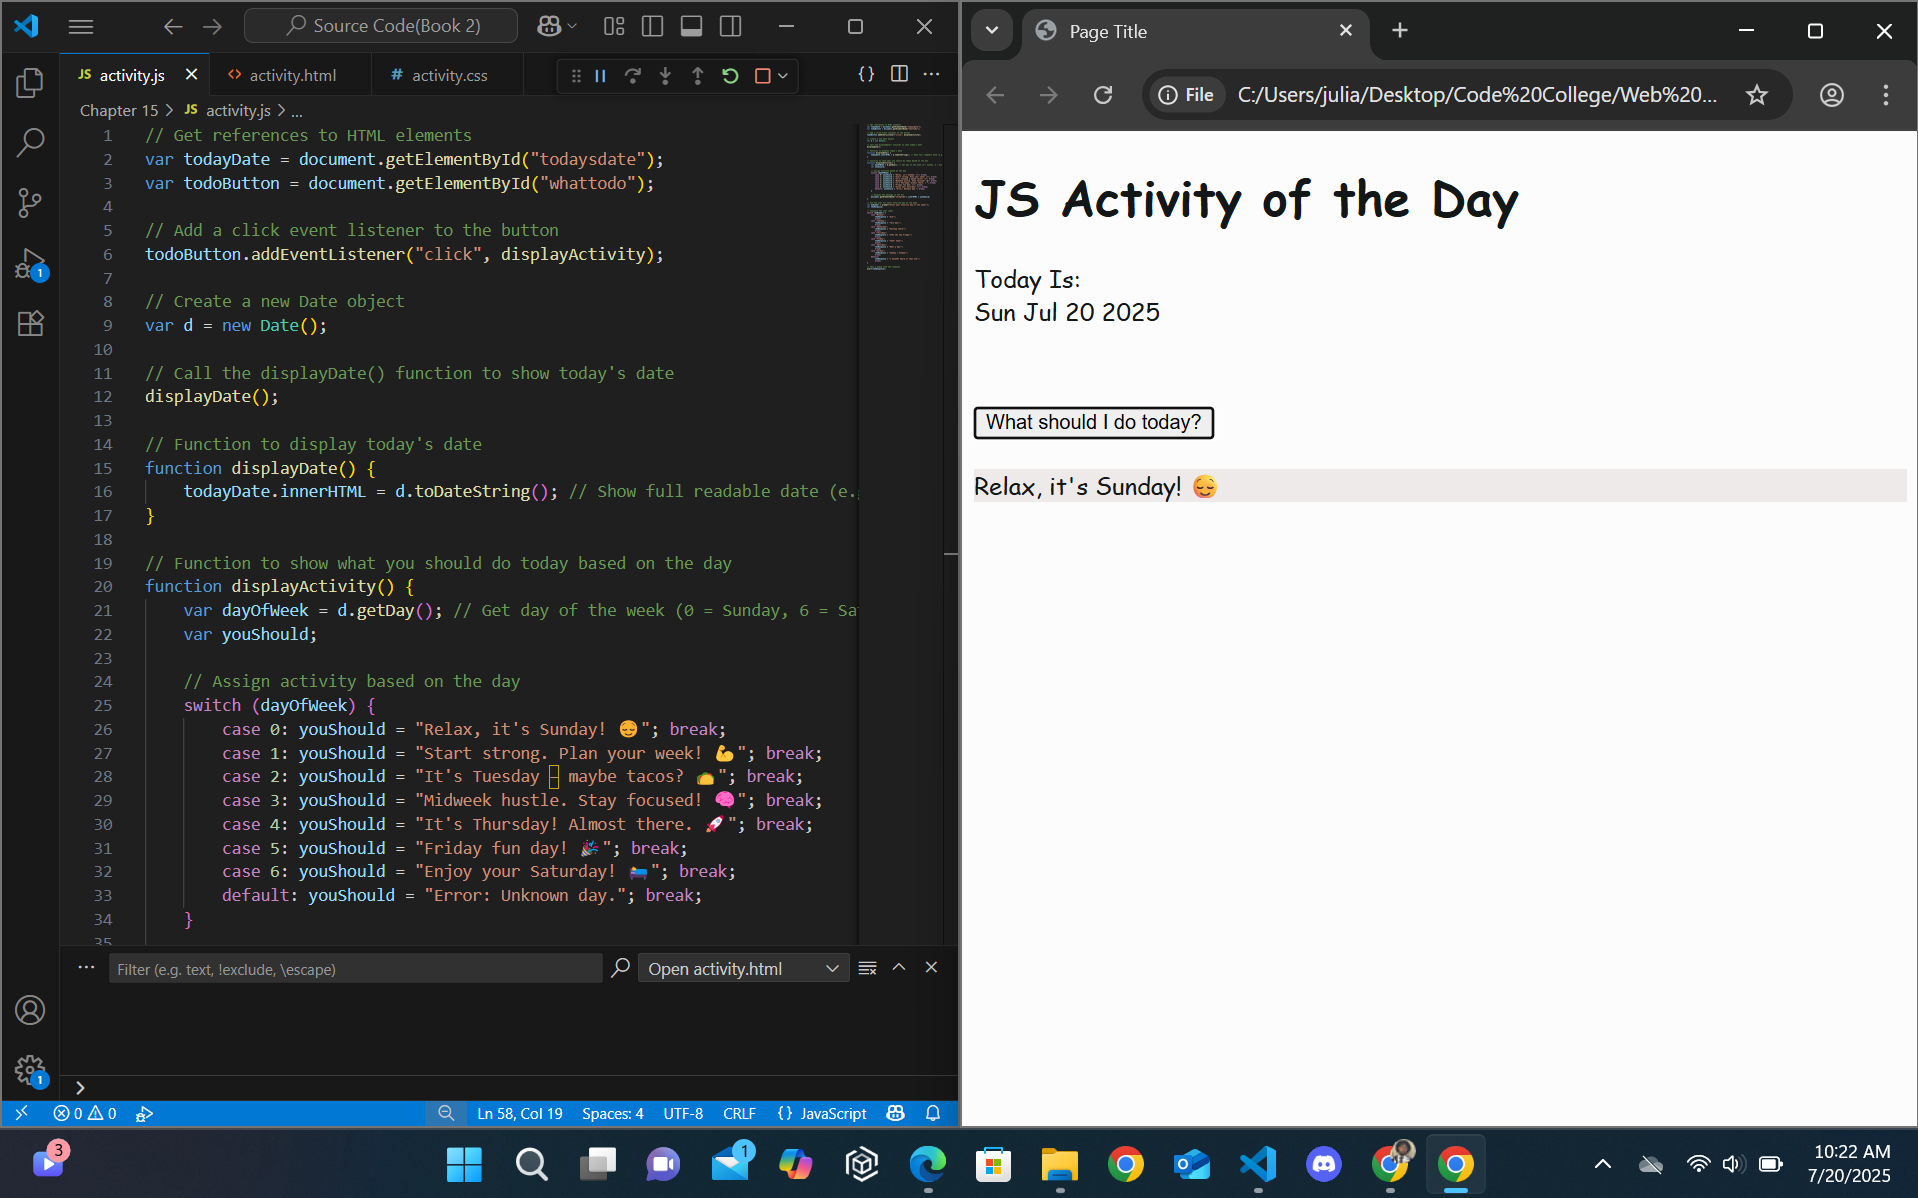 Source Code(Book 2)
JS activity.js
<> activity.html
# activity.css
Chapter 15 > JS activity.js > ...
1 // Get references to HTML elements
2 var todayDate = document.getElementById("todaysdate");
3 var todoButton = document.getElementById("whattodo");
4
5 // Add a click event listener to the button
6 todoButton.addEventListener("click", displayActivity);
7
8 // Create a new Date object
9 var d = new Date();
10
11 // Call the displayDate() function to show today's date
12 displayDate();
13
14 // Function to display today's date
15 function displayDate() {
16 todayDate.innerHTML = d.toDateString(); // Show full readable date (e.
17 }
18
19 // Function to show what you should do today based on the day
20 function displayActivity() {
21 var dayOfWeek = d.getDay(); // Get day of the week (0 = Sunday, 6 = Sa
22 var youShould;
23
24 // Assign activity based on the day
25 switch (dayOfWeek) {
26 case 0: youShould = "Relax, it's Sunday! 😌"; break;
27 case 1: youShould = "Start strong. Plan your week! 💪"; break;
28 case 2: youShould = "It's Tuesday – maybe tacos? 🌮"; break;
29 case 3: youShould = "Midweek hustle. Stay focused! 🧠"; break;
30 case 4: youShould = "It's Thursday! Almost there. 🚀"; break;
31 case 5: youShould = "Friday fun day! 🎉"; break;
32 case 6: youShould = "Enjoy your Saturday! 🛌"; break;
33 default: youShould = "Error: Unknown day."; break;
34 }
35
Filter (e.g. text, !exclude, \escape)
Open activity.html
1
1
0 0
Ln 58, Col 19 Spaces: 4 UTF-8 CRLF {} JavaScript
Page Title
File C:/Users/julia/Desktop/Code%20College/Web%20...
JS Activity of the Day
Today Is:
Sun Jul 20 2025
What should I do today?
Relax, it's Sunday! 😌
3
1
10:22 AM
7/20/2025